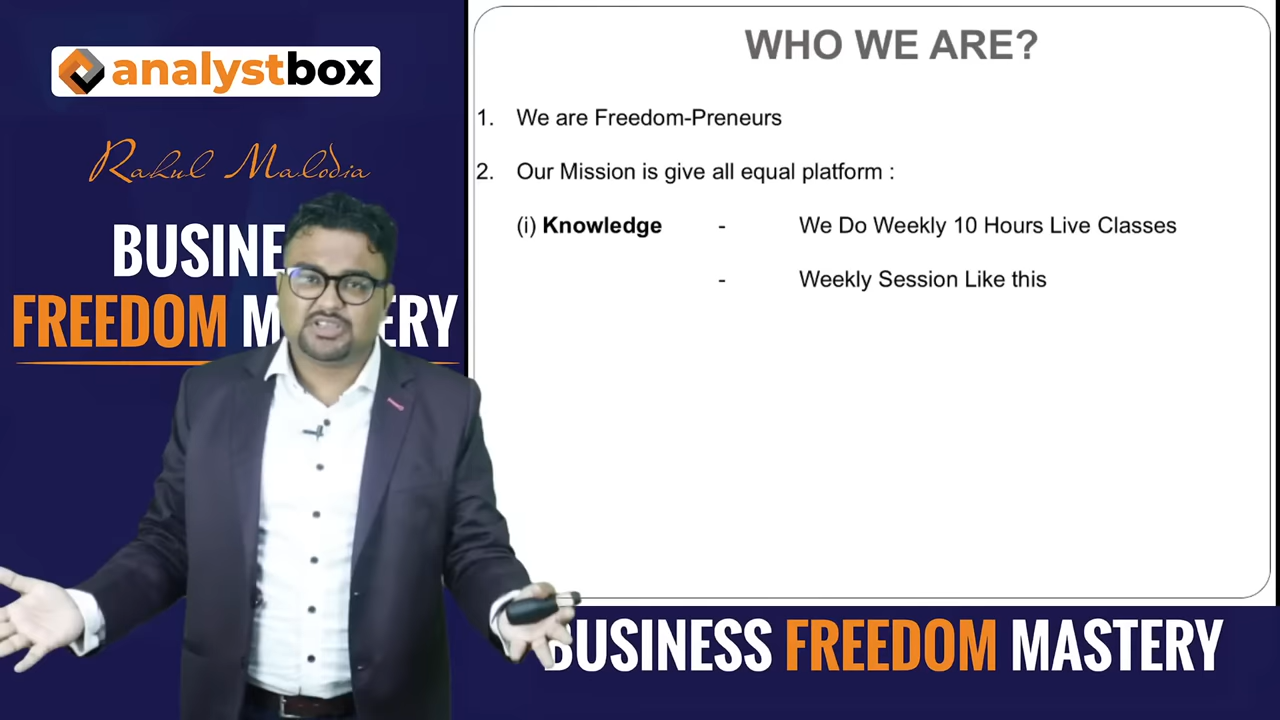 analystbox
Rahul Malodia
BUSINE
FREEDOM M ERY
WHO WE ARE?
1. We are Freedom-Preneurs
2. Our Mission is give all equal platform :
(i) Knowledge - We Do Weekly 10 Hours Live Classes
- Weekly Session Like this
BUSINESS FREEDOM MASTERY